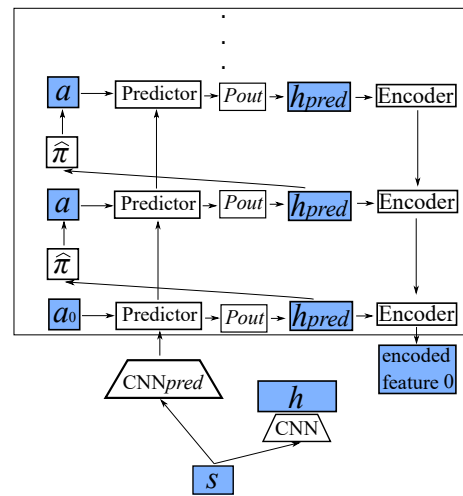 .
.
.
a Predictor Pout hpred Encoder
π̂
a Predictor Pout hpred Encoder
π̂
a0 Predictor Pout hpred Encoder
encoded
feature 0
CNNpred
h
CNN
s